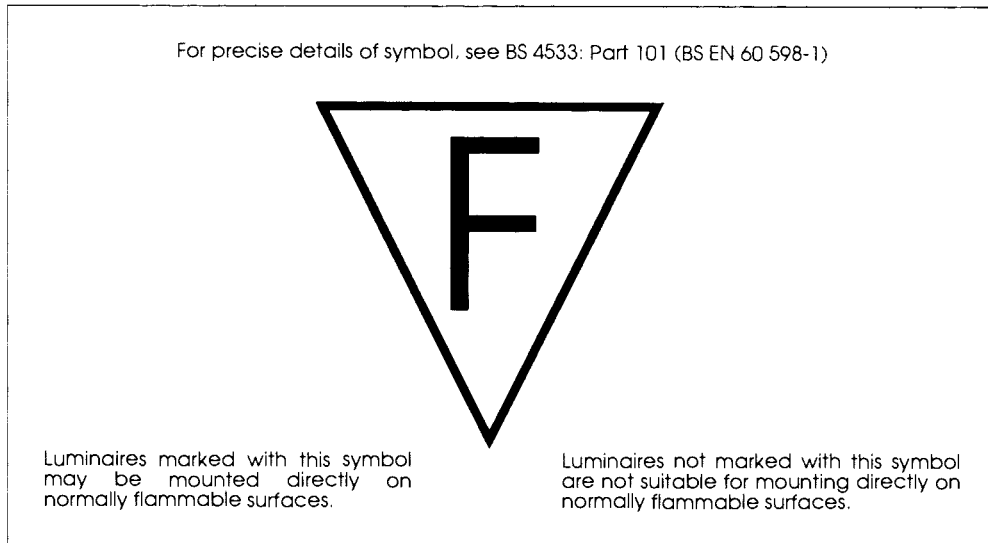 For precise details of symbol, see BS 4533: Part 101 (BS EN 60 598-1)
F
Luminaires marked with this symbol
may be mounted directly on
normally flammable surfaces.
Luminaires not marked with this symbol
are not suitable for mounting directly on
normally flammable surfaces.